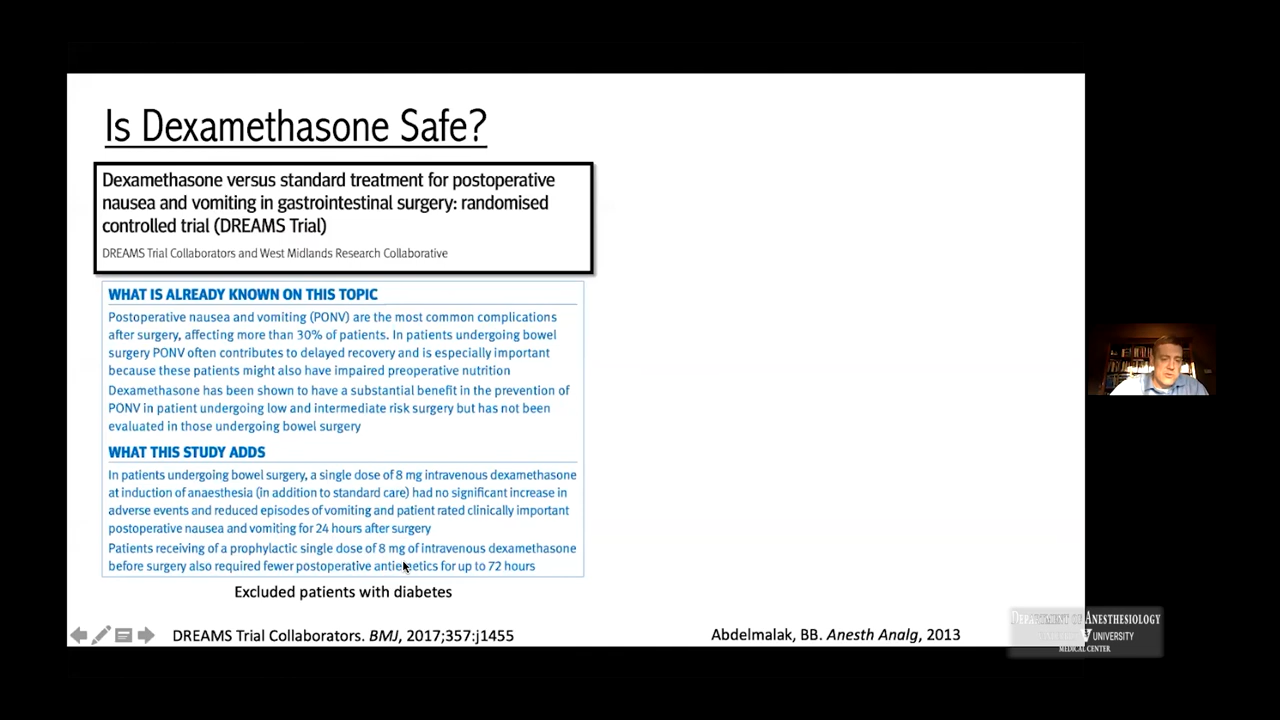 Is Dexamethasone Safe?
Dexamethasone versus standard treatment for postoperative
nausea and vomiting in gastrointestinal surgery: randomised
controlled trial (DREAMS Trial)
DREAMS Trial Collaborators and West Midlands Research Collaborative
WHAT IS ALREADY KNOWN ON THIS TOPIC
Postoperative nausea and vomiting (PONV) are the most common complications
after surgery, affecting more than 30% of patients. In patients undergoing bowel
surgery PONV often contributes to delayed recovery and is especially important
because these patients might also have impaired preoperative nutrition
Dexamethasone has been shown to have a substantial benefit in the prevention of
PONV in patient undergoing low and intermediate risk surgery but has not been
evaluated in those undergoing bowel surgery
WHAT THIS STUDY ADDS
In patients undergoing bowel surgery, a single dose of 8 mg intravenous dexamethasone
at induction of anaesthesia (in addition to standard care) had no significant increase in
adverse events and reduced episodes of vomiting and patient rated clinically important
postoperative nausea and vomiting for 24 hours after surgery
Patients receiving of a prophylactic single dose of 8 mg of intravenous dexamethasone
before surgery also required fewer postoperative antiemetics for up to 72 hours
Excluded patients with diabetes
DREAMS Trial Collaborators. BMJ, 2017;357:j1455
Abdelmalak, BB. Anesth Analg, 2013
Department of Anesthesiology
UNIVERSITY
MEDICAL CENTER